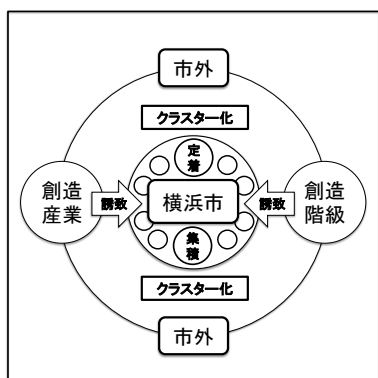 市外
クラスター化
定
着
創造
産業
誘致
横浜市
誘致
創造
階級
集
積
クラスター化
市外